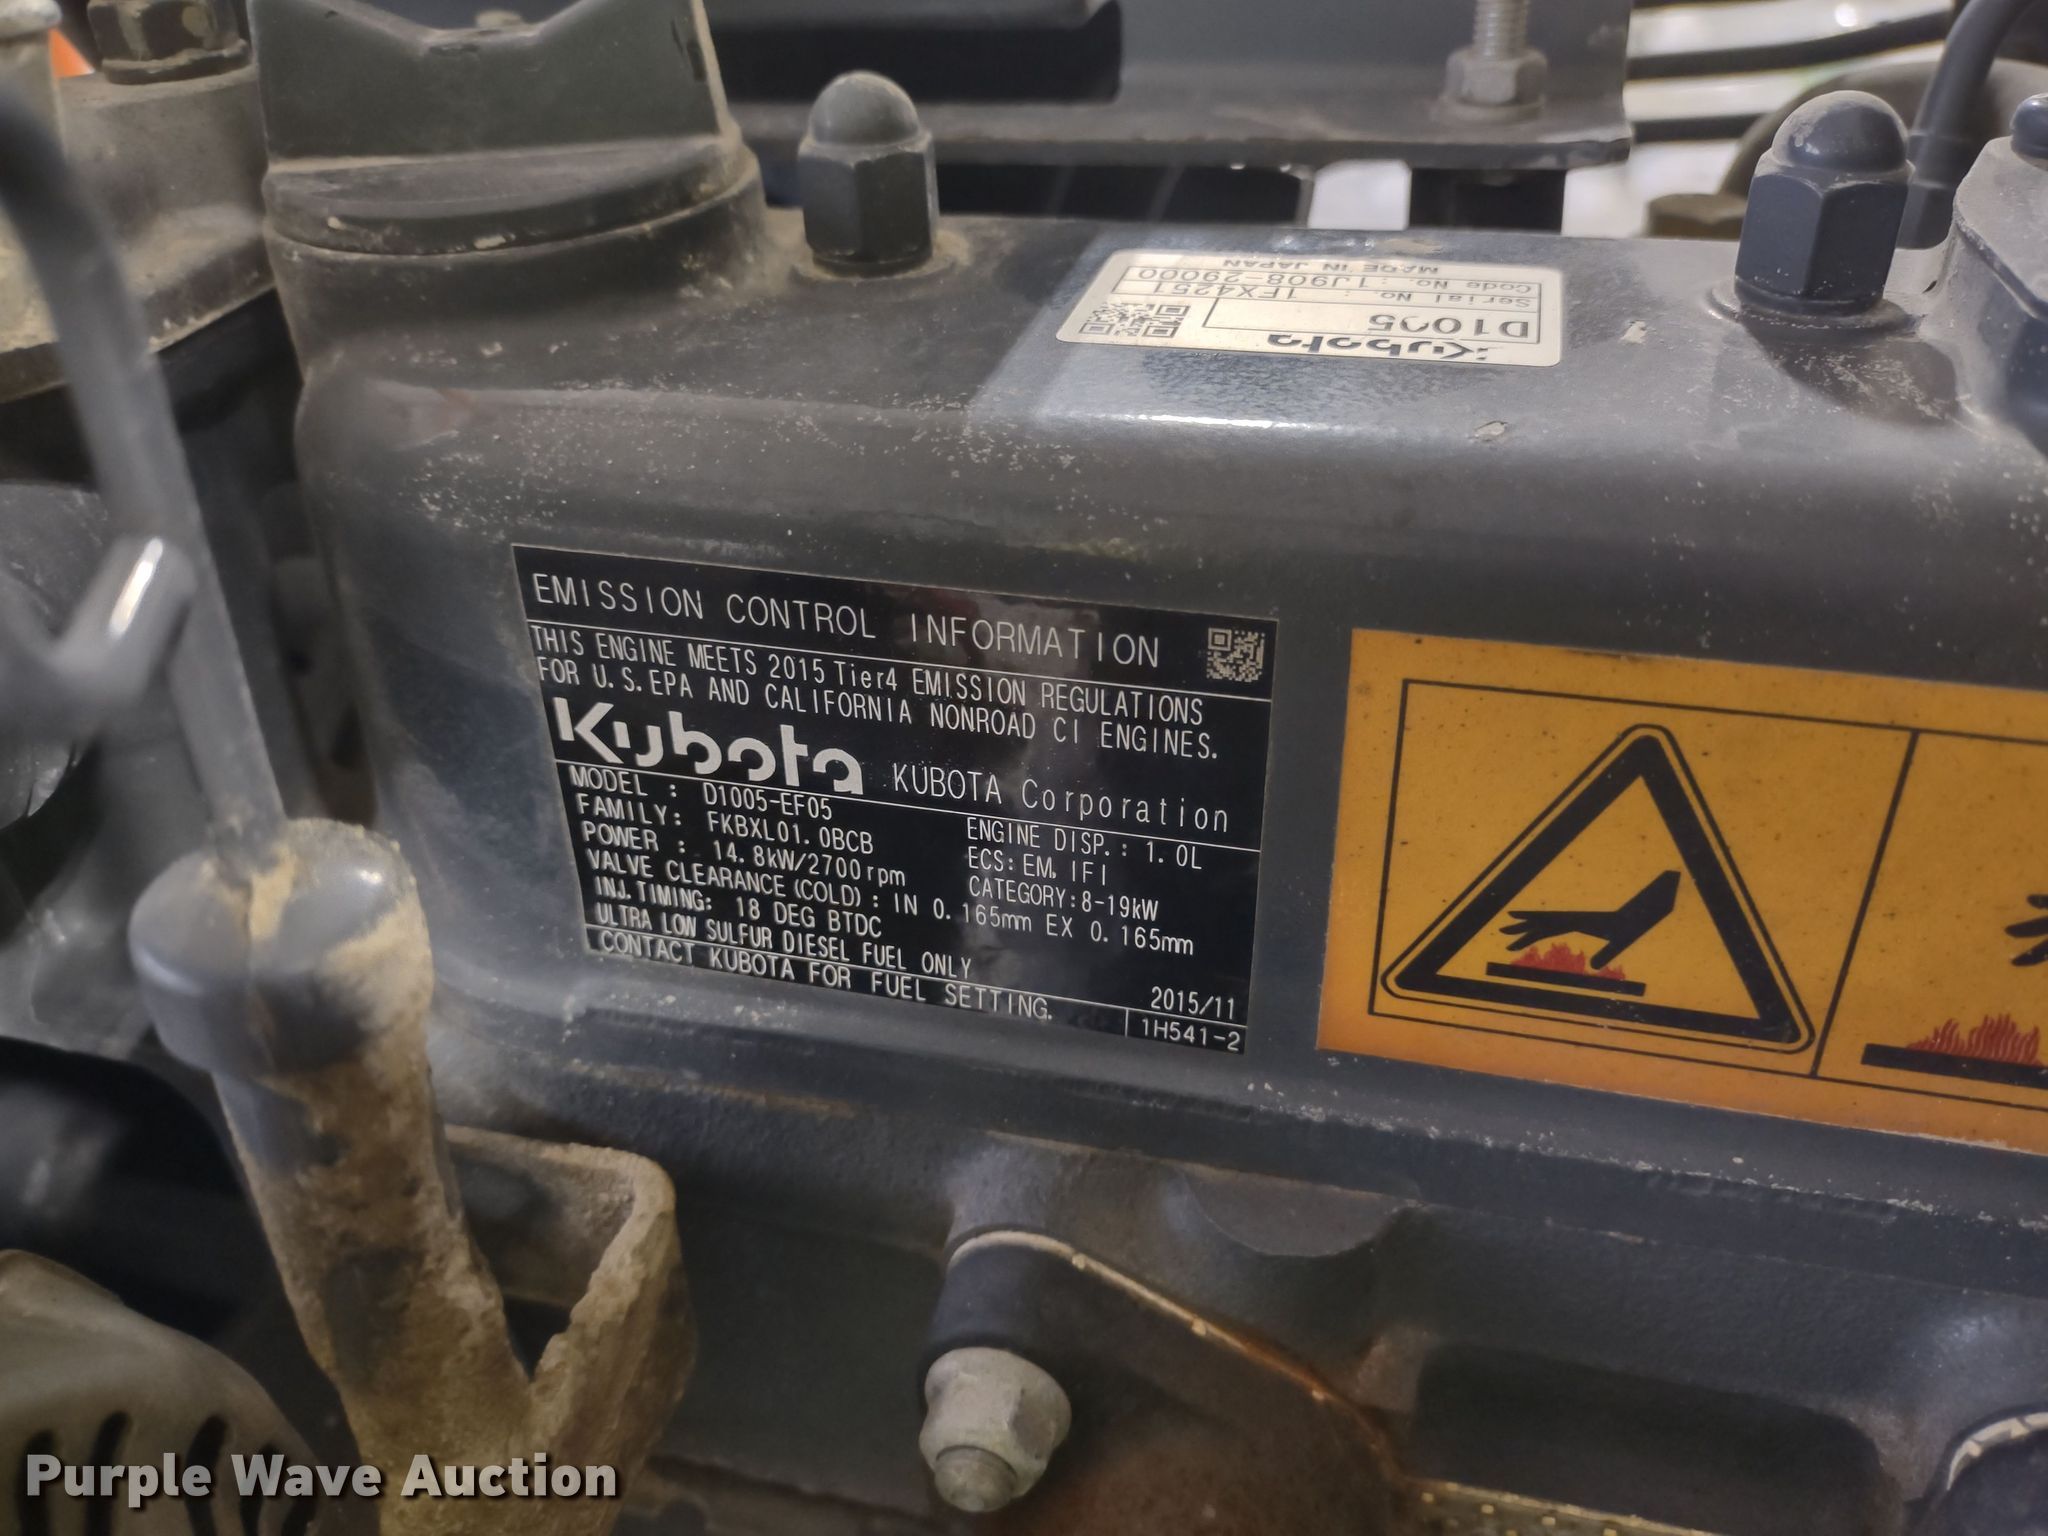 Kubota
D1005
Serial No. : 1FX4251
Code No. : 1J908-29000
MADE IN JAPAN
EMISSION CONTROL INFORMATION
THIS ENGINE MEETS 2015 Tier4 EMISSION REGULATIONS
FOR U.S.EPA AND CALIFORNIA NONROAD CI ENGINES.
Kubota KUBOTA Corporation
MODEL : D1005-EF05
FAMILY: FKBXL01.0BCB ENGINE DISP.: 1.0L
POWER : 14.8kW/2700rpm ECS:EM, IFI
CATEGORY:8-19kW
VALVE CLEARANCE(COLD): IN 0.165mm EX 0.165mm
INJ.TIMING: 18 DEG BTDC
ULTRA LOW SULFUR DIESEL FUEL ONLY
CONTACT KUBOTA FOR FUEL SETTING. 2015/11
1H541-2
Purple Wave Auction